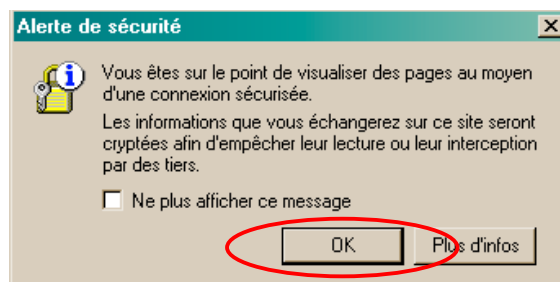 Alerte de sécurité
Vous êtes sur le point de visualiser des pages au moyen
d'une connexion sécurisée.
Les informations que vous échangerez sur ce site seront
cryptées afin d'empêcher leur lecture ou leur interception
par des tiers.
Ne plus afficher ce message
OK Plus d'infos